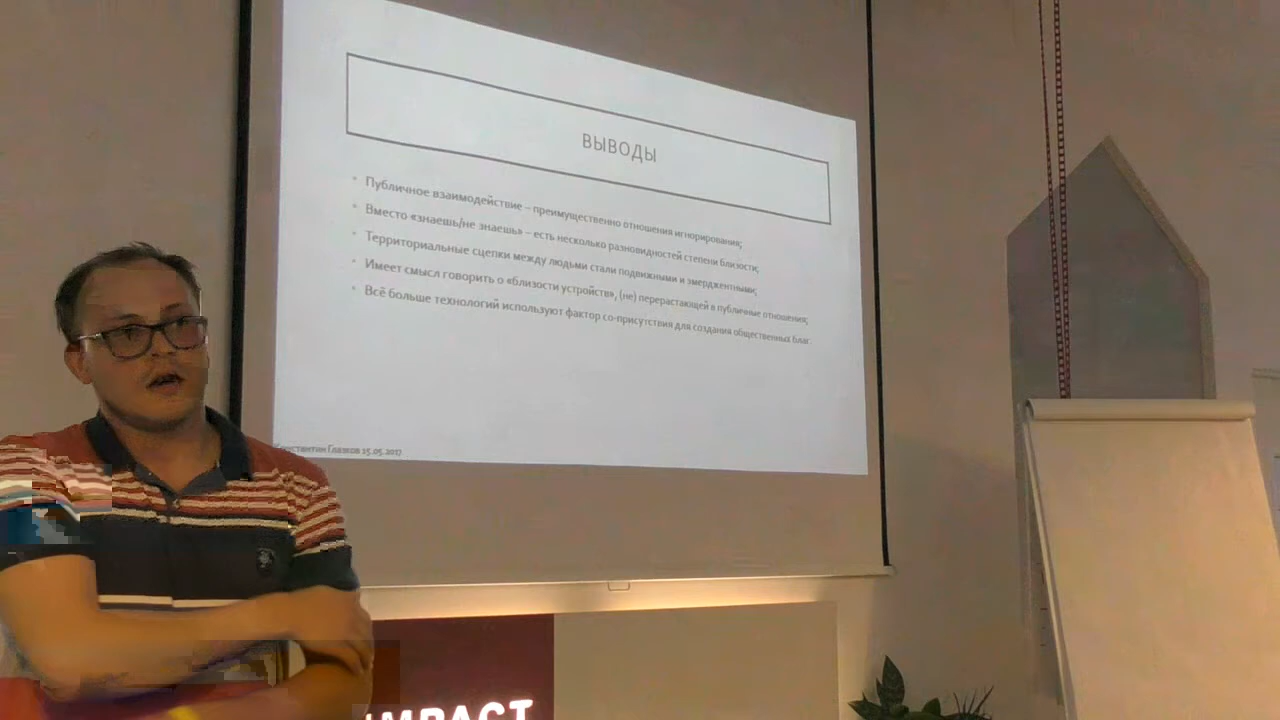 ВЫВОДЫ
Публичное взаимодействие – преимущественно отношения игнорирования;
Вместо «знаешь/не знаешь» – есть несколько разновидностей степени близости;
Территориальные сцепки между людьми стали подвижными и эмерджентными;
Имеет смысл говорить о «близости устройств», (не) перерастающей в публичные отношения;
Всё больше технологий используют фактор со-присутствия для создания общественных благ.
Константин Глазков 15.05.2017
IMPACT